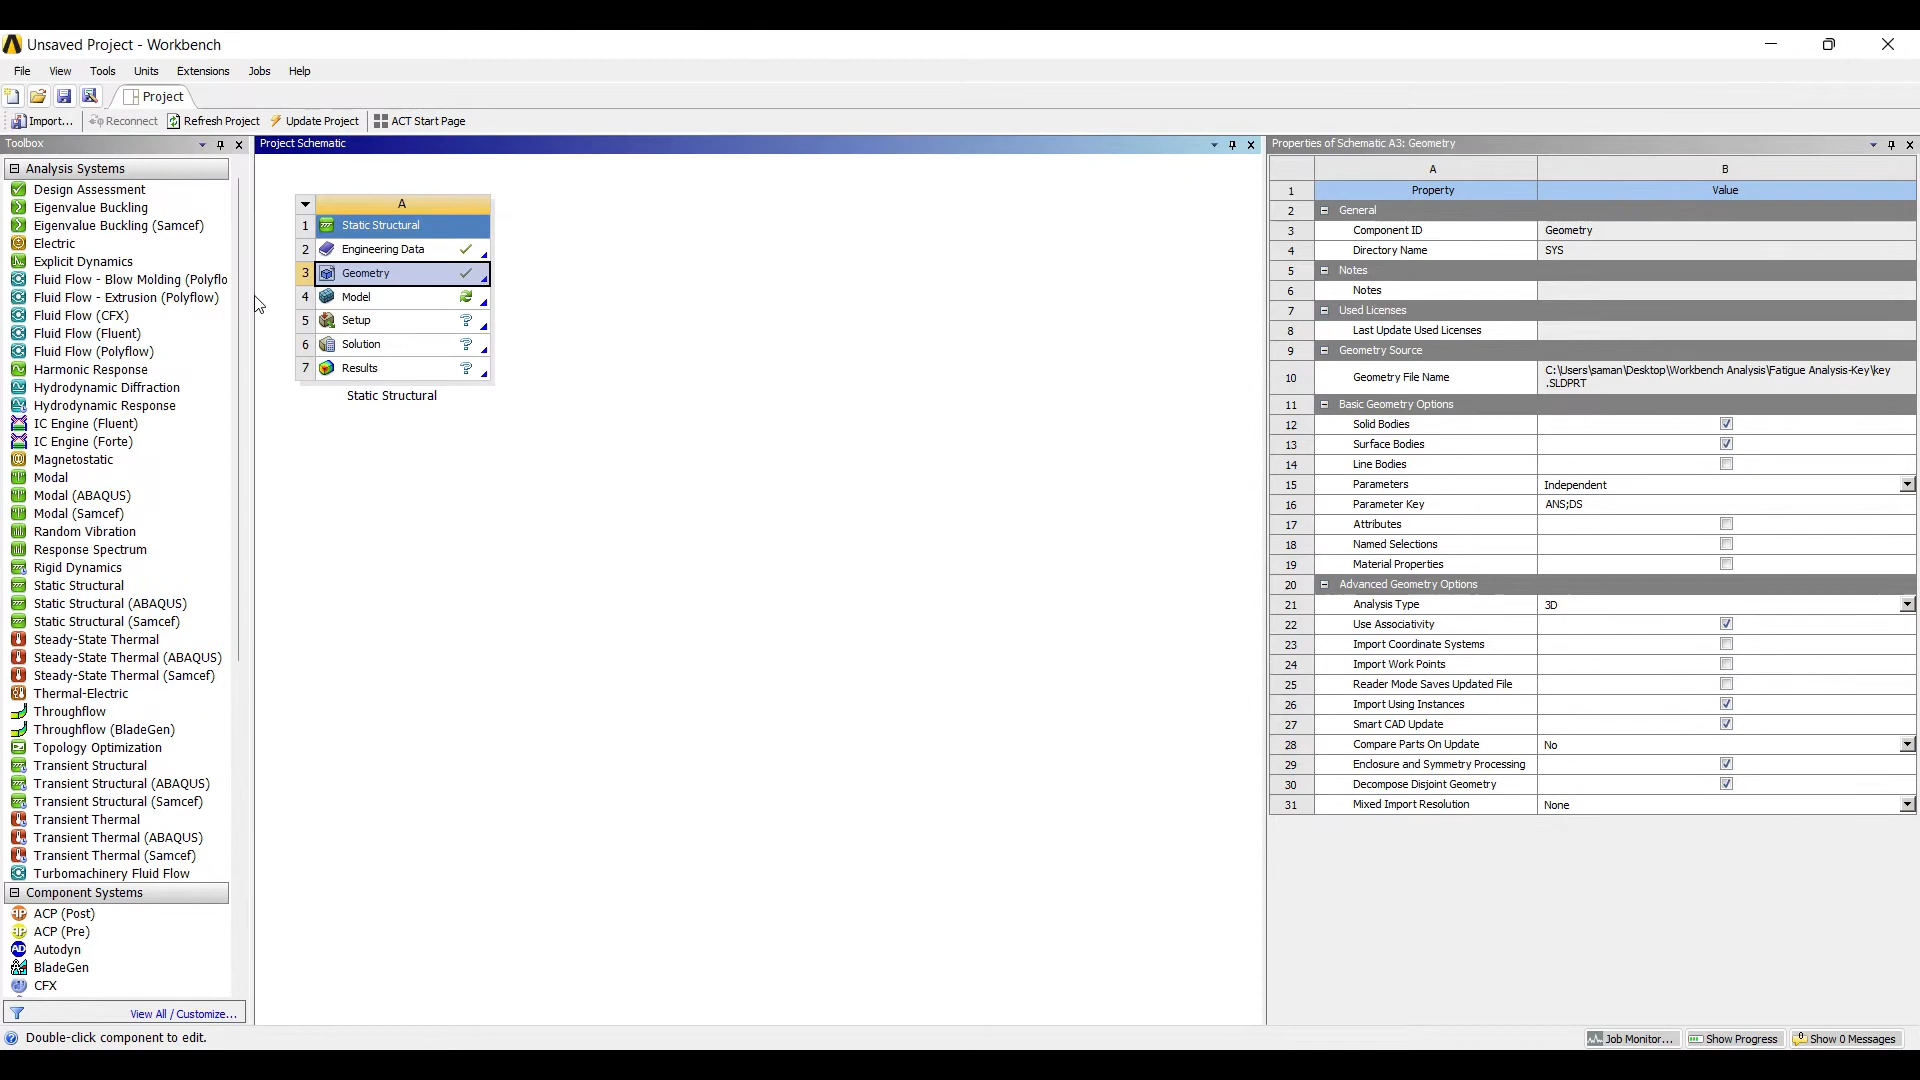 Unsaved Project - Workbench
File View Tools Units Extensions Jobs Help
Project
Import... Reconnect Refresh Project Update Project ACT Start Page
Toolbox
Analysis Systems
Design Assessment
Eigenvalue Buckling
Eigenvalue Buckling (Samcef)
Electric
Explicit Dynamics
Fluid Flow - Blow Molding (Polyflo
Fluid Flow - Extrusion (Polyflow)
Fluid Flow (CFX)
Fluid Flow (Fluent)
Fluid Flow (Polyflow)
Harmonic Response
Hydrodynamic Diffraction
Hydrodynamic Response
IC Engine (Fluent)
IC Engine (Forte)
Magnetostatic
Modal
Modal (ABAQUS)
Modal (Samcef)
Random Vibration
Response Spectrum
Rigid Dynamics
Static Structural
Static Structural (ABAQUS)
Static Structural (Samcef)
Steady-State Thermal
Steady-State Thermal (ABAQUS)
Steady-State Thermal (Samcef)
Thermal-Electric
Throughflow
Throughflow (BladeGen)
Topology Optimization
Transient Structural
Transient Structural (ABAQUS)
Transient Structural (Samcef)
Transient Thermal
Transient Thermal (ABAQUS)
Transient Thermal (Samcef)
Turbomachinery Fluid Flow
Component Systems
ACP (Post)
ACP (Pre)
Autodyn
BladeGen
CFX
View All / Customize...
Project Schematic
A
1 Static Structural
2 Engineering Data
3 Geometry
4 Model
5 Setup ?
6 Solution ?
7 Results ?
Static Structural
Properties of Schematic A3: Geometry
A B
1 Property Value
2 General
3 Component ID Geometry
4 Directory Name SYS
5 Notes
6 Notes
7 Used Licenses
8 Last Update Used Licenses
9 Geometry Source
10 Geometry File Name C:\Users\saman\Desktop\Workbench Analysis\Fatigue Analysis-Key\key
.SLDPRT
11 Basic Geometry Options
12 Solid Bodies
13 Surface Bodies
14 Line Bodies
15 Parameters Independent
16 Parameter Key ANS;DS
17 Attributes
18 Named Selections
19 Material Properties
20 Advanced Geometry Options
21 Analysis Type 3D
22 Use Associativity
23 Import Coordinate Systems
24 Import Work Points
25 Reader Mode Saves Updated File
26 Import Using Instances
27 Smart CAD Update
28 Compare Parts On Update No
29 Enclosure and Symmetry Processing
30 Decompose Disjoint Geometry
31 Mixed Import Resolution None
Double-click component to edit.
Job Monitor... Show Progress Show 0 Messages